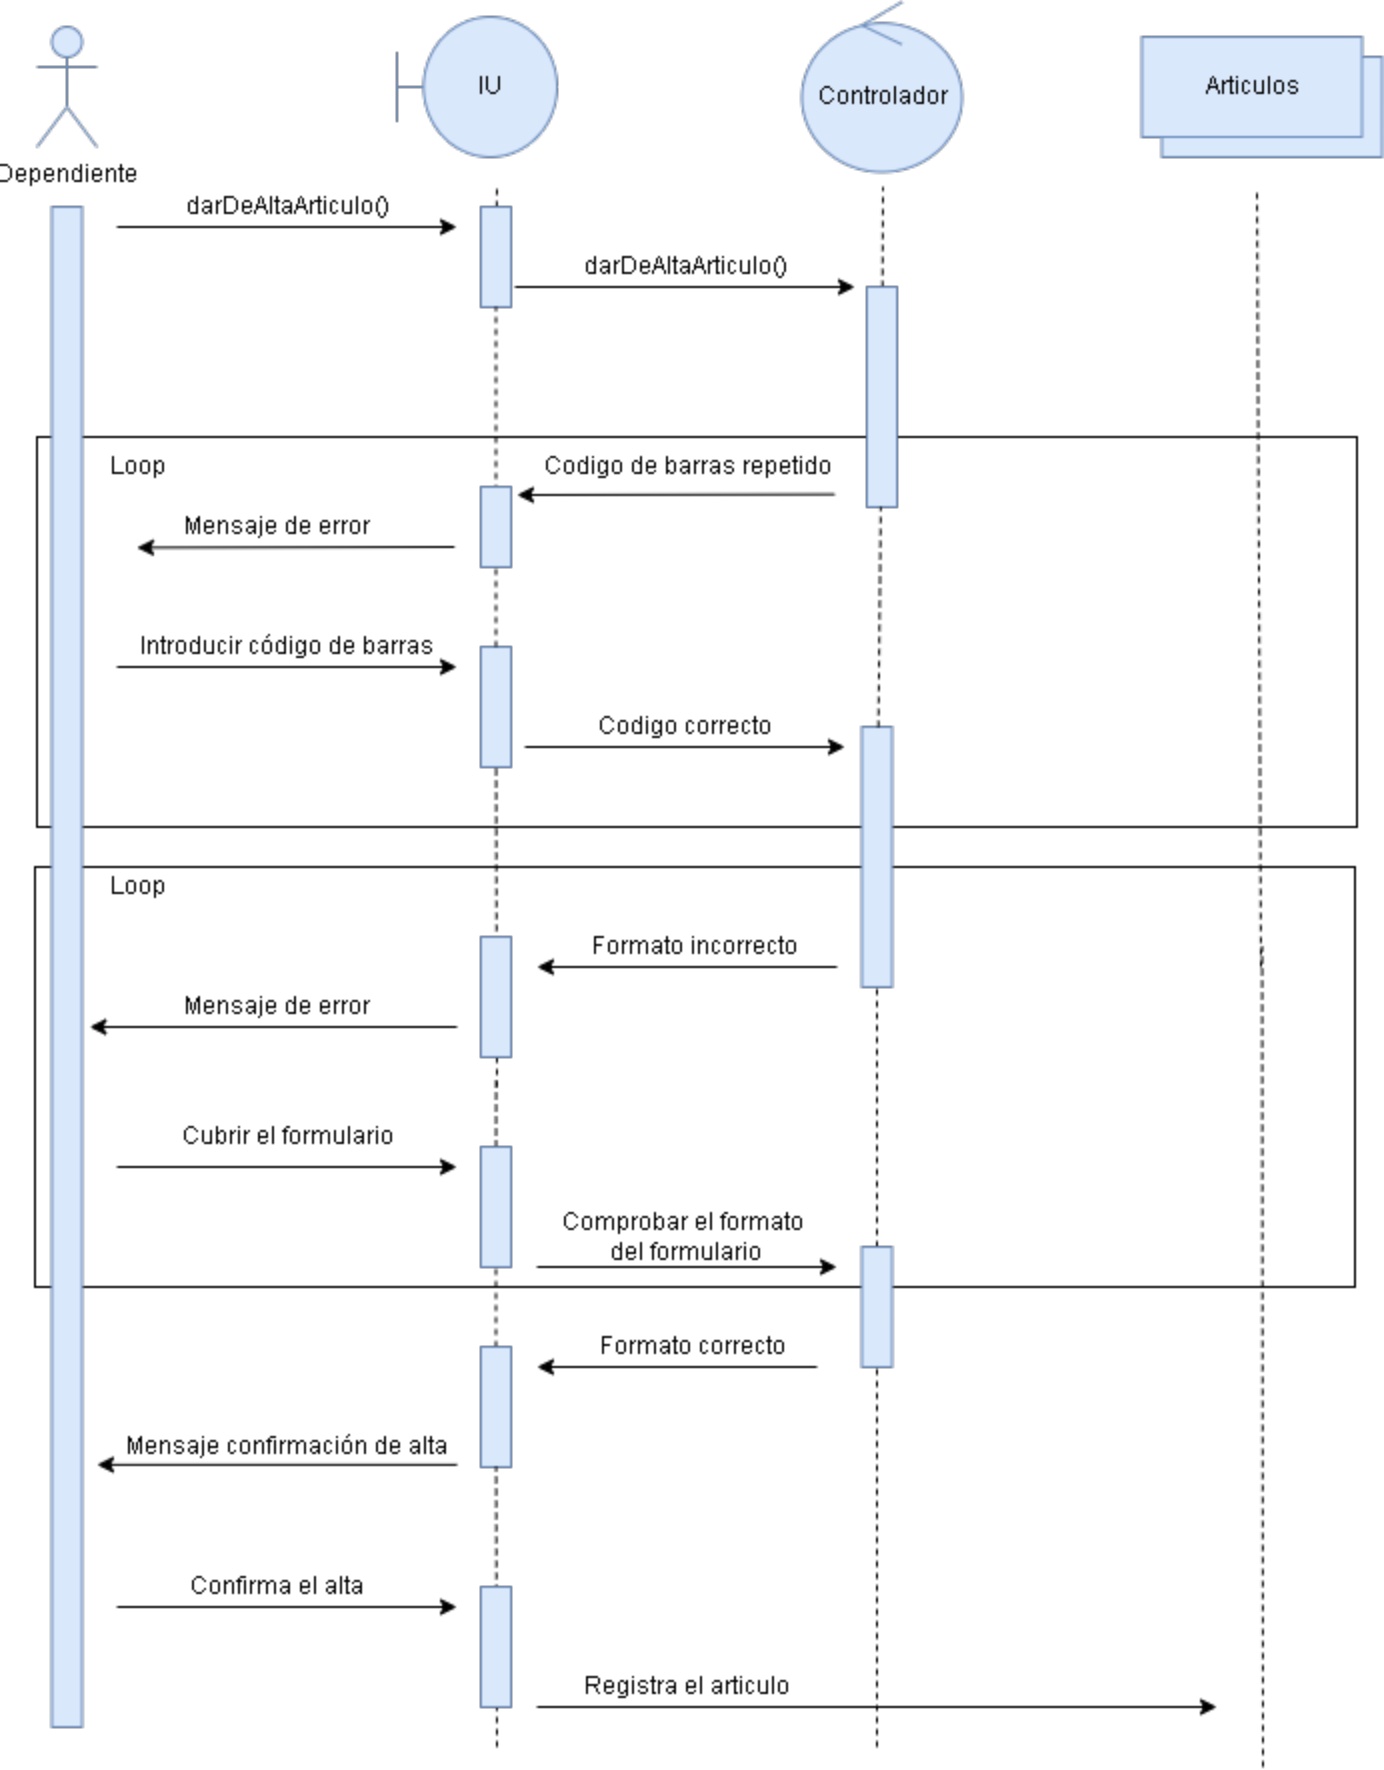 IU
Controlador
Articulos
Dependiente
darDeAltaArticulo()
darDeAltaArticulo()
Loop
Codigo de barras repetido
Mensaje de error
Introducir código de barras
Codigo correcto
Loop
Formato incorrecto
Mensaje de error
Cubrir el formulario
Comprobar el formato
del formulario
Formato correcto
Mensaje confirmación de alta
Confirma el alta
Registra el articulo